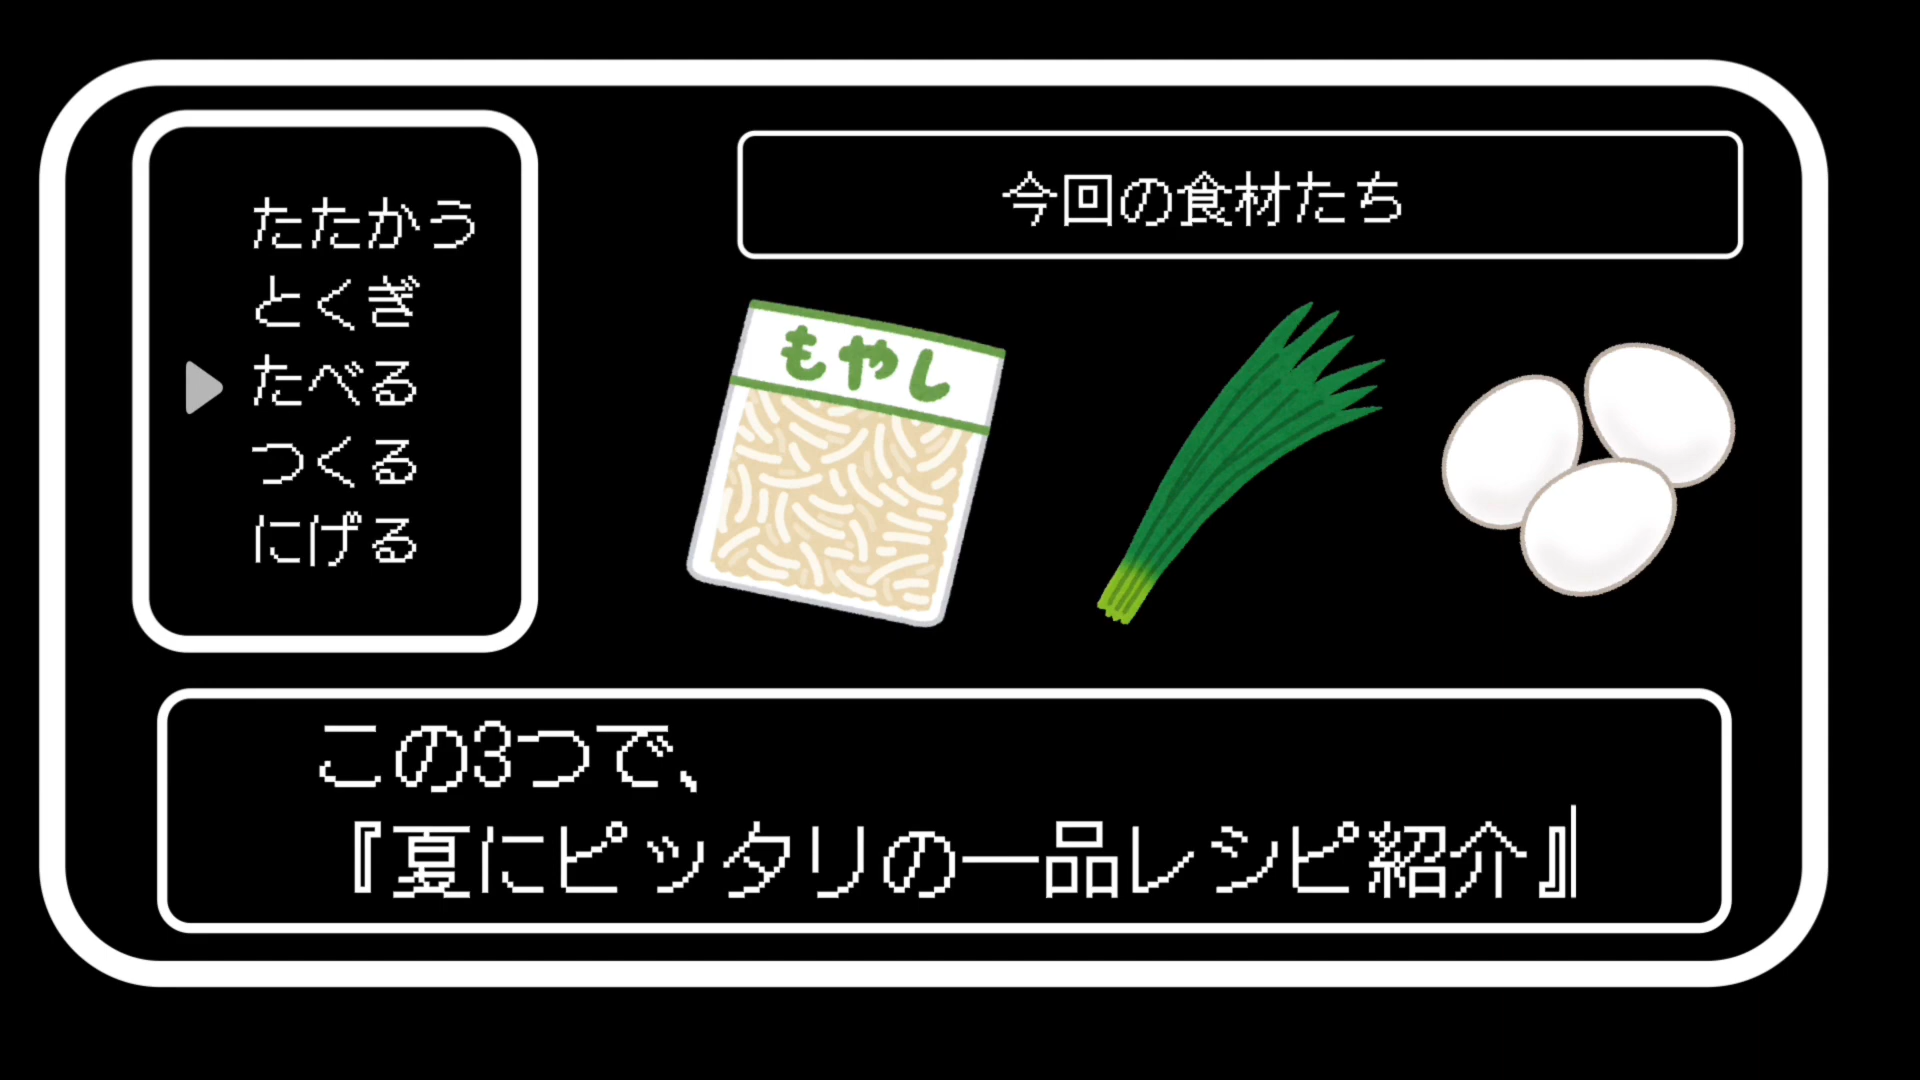 たたかう
とくぎ
たべる
つくる
にげる
今回の食材たち
もやし
この3つで、
『夏にピッタリの一品レシピ紹介』